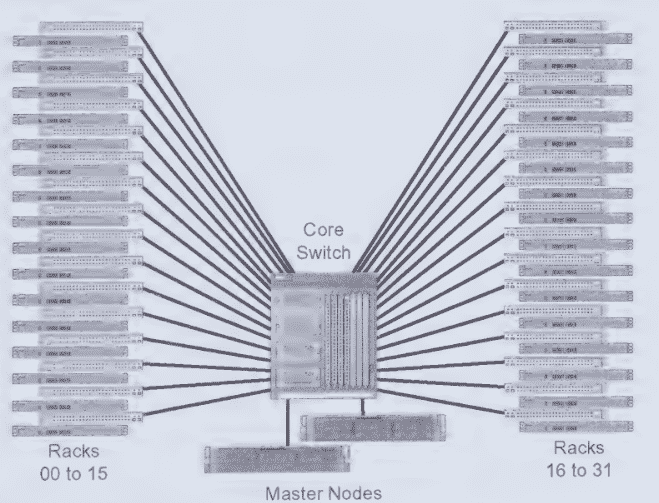 Core
Switch
Racks
00 to 15
Racks
16 to 31
Master Nodes